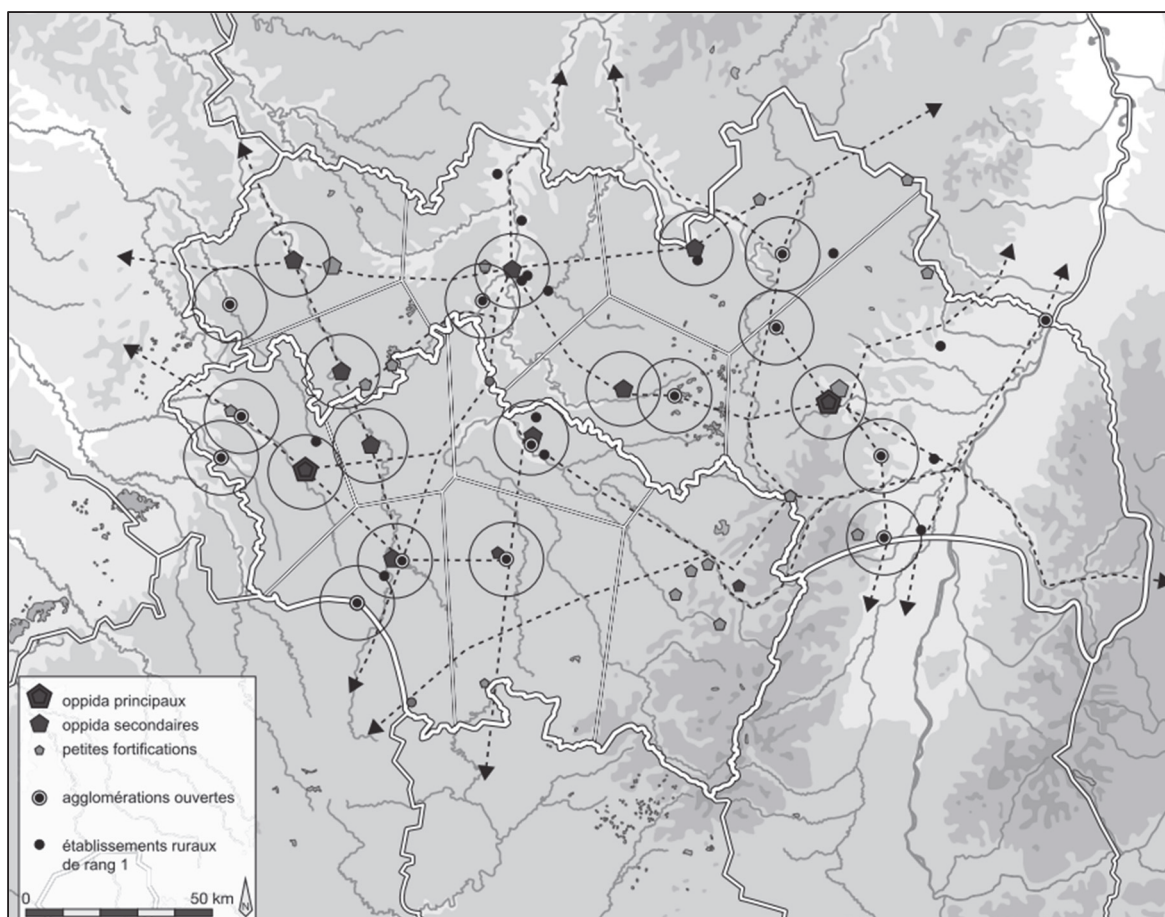 oppida principaux
oppida secondaires
petites fortifications
agglomérations ouvertes
établissements ruraux
de rang 1
0 50 km
N